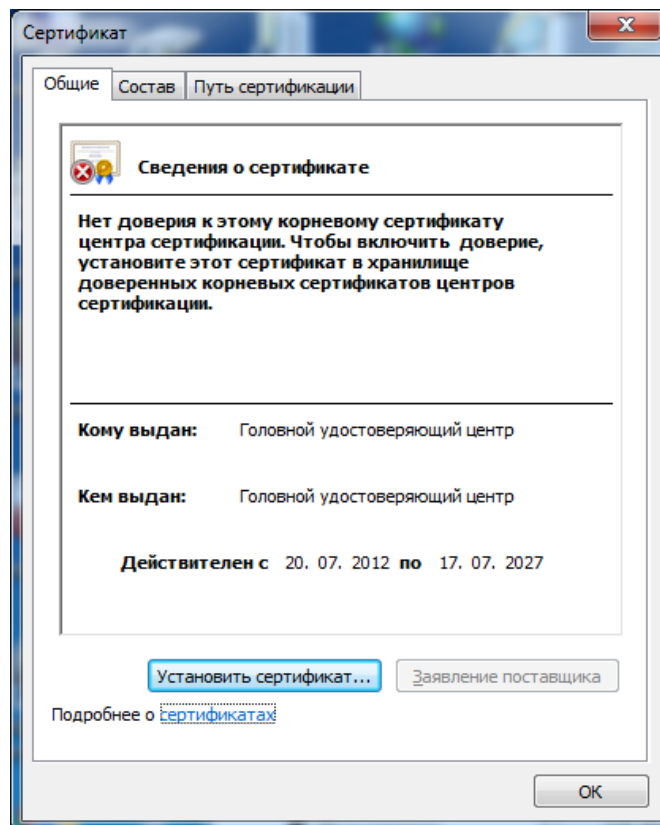 Сертификат
Общие Состав Путь сертификации
Сведения о сертификате
Нет доверия к этому корневому сертификату
центра сертификации. Чтобы включить доверие,
установите этот сертификат в хранилище
доверенных корневых сертификатов центров
сертификации.
Кому выдан: Головной удостоверяющий центр
Кем выдан: Головной удостоверяющий центр
Действителен с 20. 07. 2012 по 17. 07. 2027
Установить сертификат... Заявление поставщика
Подробнее о сертификатах
ОК